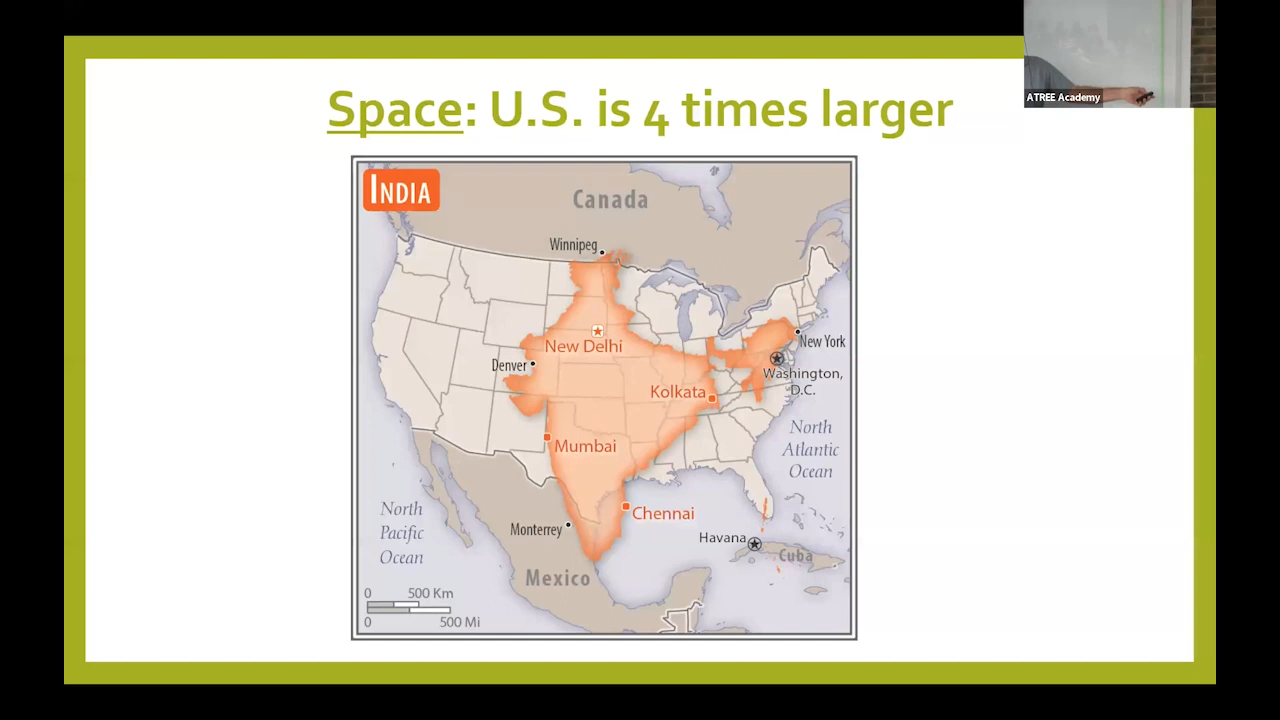 Space: U.S. is 4 times larger
ATREE Academy
INDIA
Canada
Winnipeg
New Delhi
New York
Denver
Washington,
D.C.
Kolkata
North
Atlantic
Ocean
Mumbai
North
Pacific
Ocean
Chennai
Monterrey
Havana
Cuba
Mexico
0 500 Km
0 500 Mi